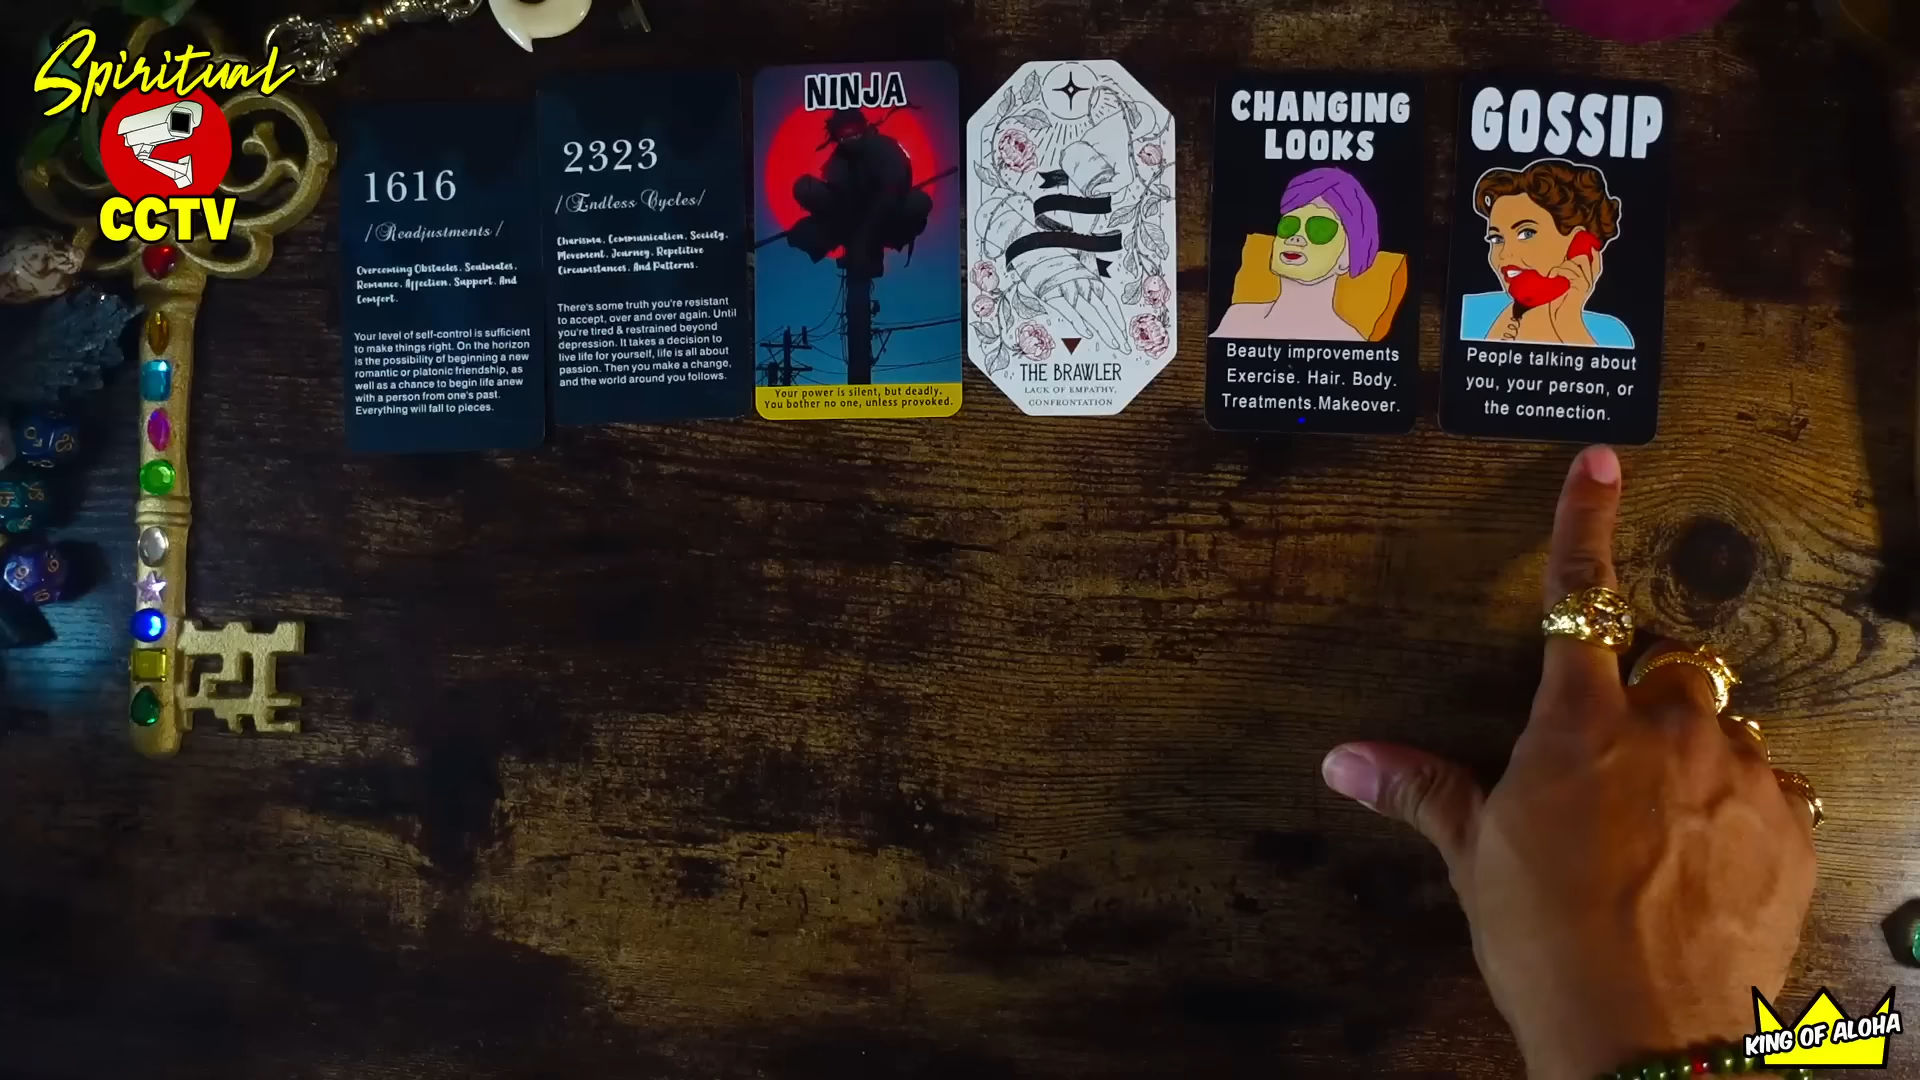 Spiritual
CCTV
1616
/Readjustments/
Overcoming Obstacles, Soulmates,
Romance, Affection, Support, And
Comfort.
Your level of self-control is sufficient
to make things right. On the horizon
is the possibility of beginning a new
romantic or platonic friendship, as
well as a chance to begin life anew
with a person from one's past.
Everything will fall to pieces.
2323
/Endless Cycles/
Charisma, Communication, Society,
Movement, Journey, Repetitive
Circumstances, And Patterns.
There's some truth you're resistant
to accept, over and over again. Until
you're tired & restrained beyond
depression. It takes a decision to
live life for yourself, life is all about
passion. Then you make a change,
and the world around you follows.
NINJA
Your power is silent, but deadly.
You bother no one, unless provoked.
THE BRAWLER
LACK OF EMPATHY,
CONFRONTATION
CHANGING
LOOKS
Beauty improvements
Exercise. Hair. Body.
Treatments.Makeover.
GOSSIP
People talking about
you, your person, or
the connection.
KING OF ALOHA